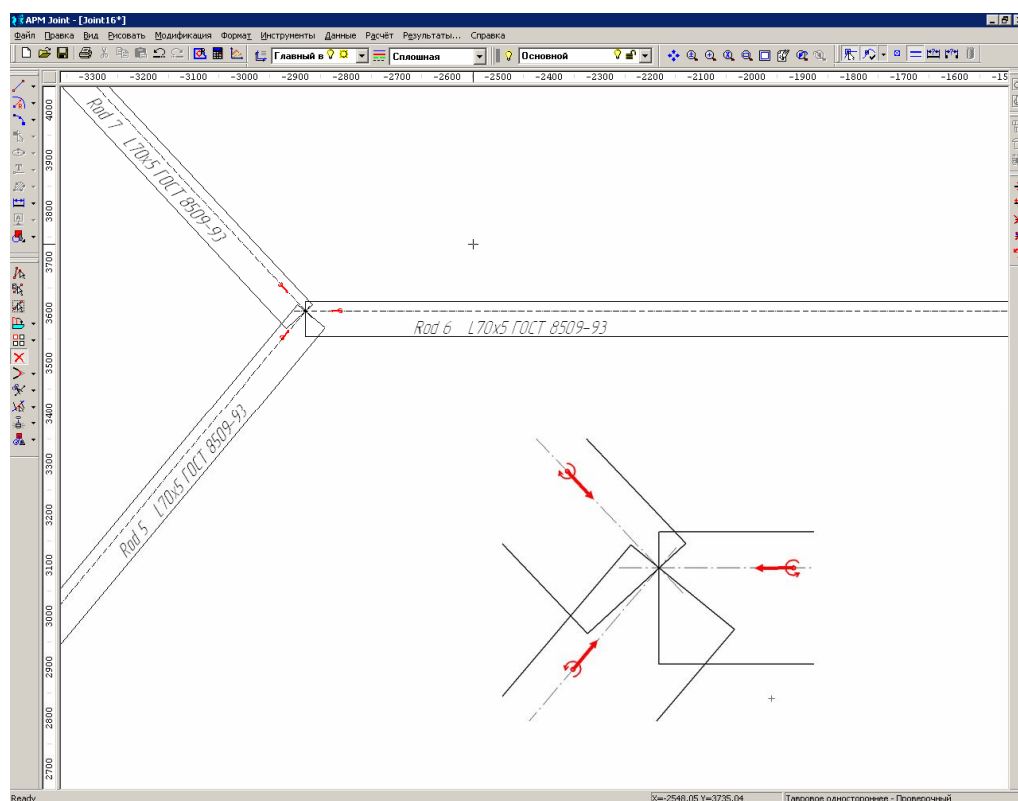 APM Joint - [Joint16*]
Файл Правка Вид Рисовать Модификация Формат Инструменты Данные Расчёт Результаты... Справка
Главный в
Сплошная
Основной
-3300 -3200 -3100 -3000 -2900 -2800 -2700 -2600 -2500 -2400 -2300 -2200 -2100 -2000 -1900 -1800 -1700 -1600 -15
4000
3900
3800
3700
3600
3500
3400
3300
3200
3100
3000
2900
2800
2700
Rod 7 L70x5 ГОСТ 8509-93
Rod 6 L70x5 ГОСТ 8509-93
Rod 5 L70x5 ГОСТ 8509-93
Ready
X=-2548.05 Y=3735.04
Тавровое одностороннее - Проверочный